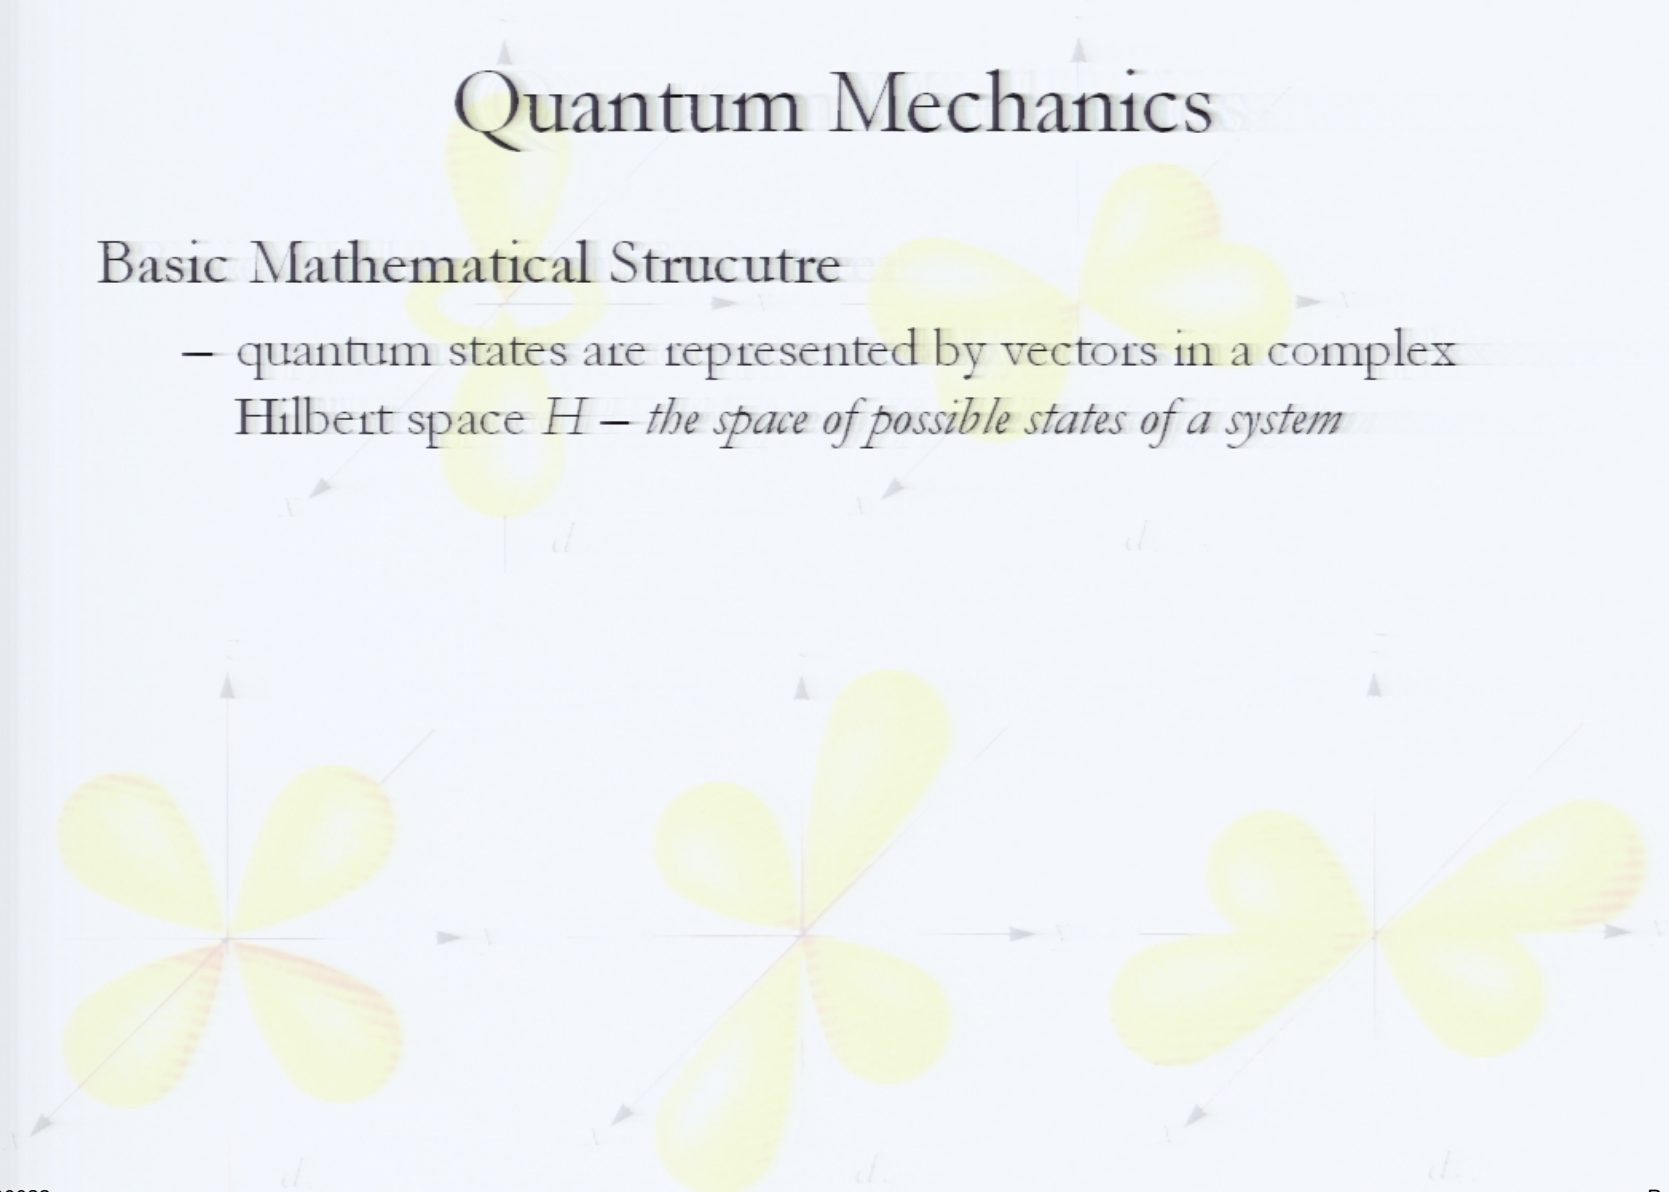 Quantum Mechanics
Basic Mathematical Strucutre
– quantum states are represented by vectors in a complex
Hilbert space H – the space of possible states of a system
d
d
d
d
d